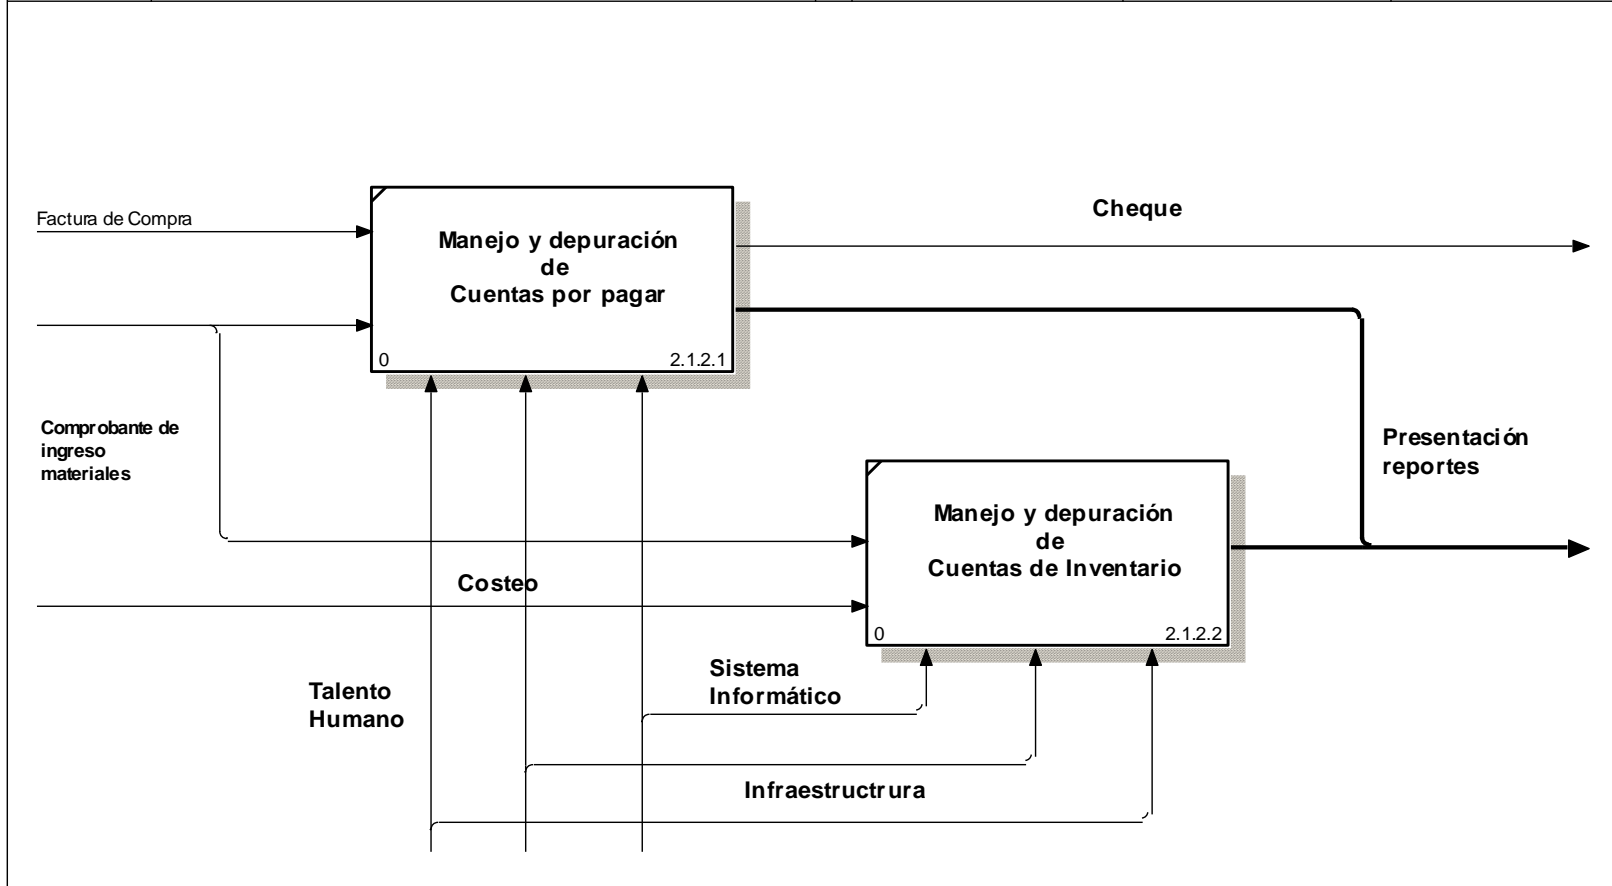 Factura de Compra
Cheque
Manejo y depuración
de
Cuentas por pagar
0
2.1.2.1
Comprobante de
ingreso
materiales
Presentación
reportes
Manejo y depuración
de
Cuentas de Inventario
0
2.1.2.2
Costeo
Sistema
Informático
Talento
Humano
Infraestructrura